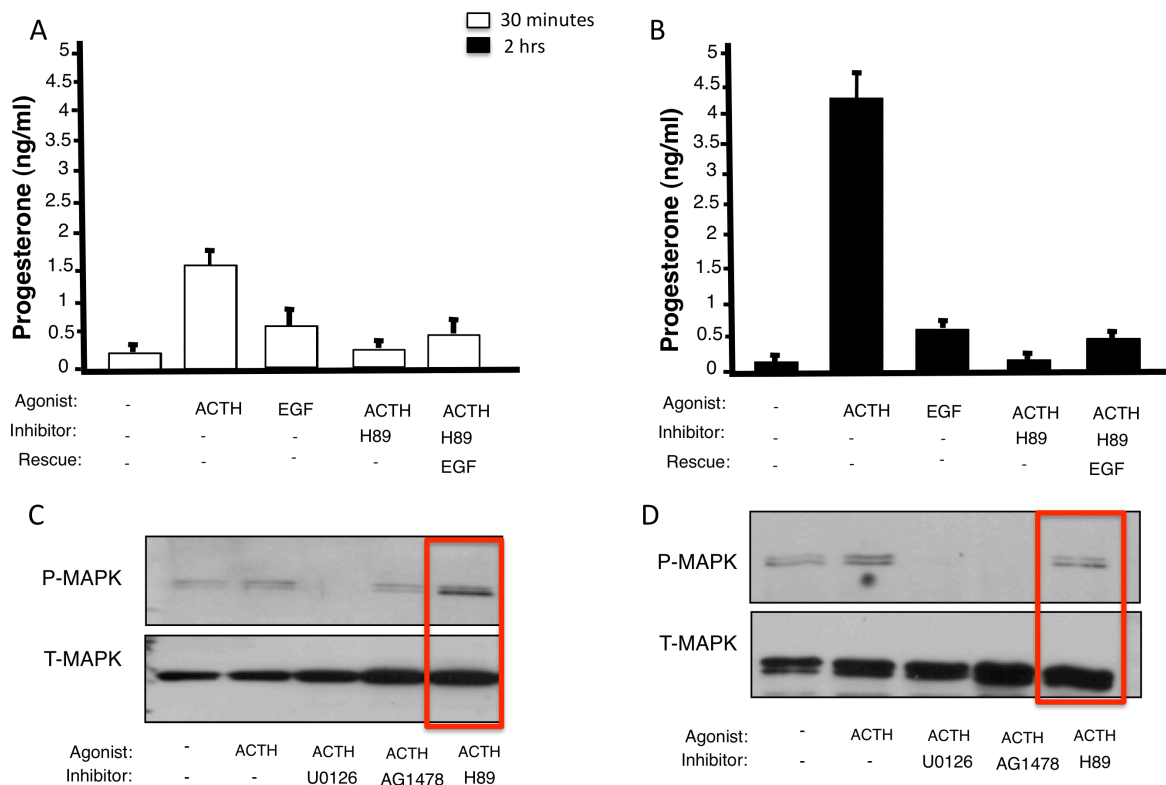 A
30 minutes
2 hrs
Progesterone (ng/ml)
5
4.5
4
3.5
3
2.5
2
1.5
1
0.5
0
Agonist: - ACTH EGF ACTH ACTH
Inhibitor: - - - H89 H89
Rescue: - - - - EGF
B
Progesterone (ng/ml)
5
4.5
4
3.5
3
2.5
2
1.5
1
0.5
0
Agonist: - ACTH EGF ACTH ACTH
Inhibitor: - - - H89 H89
Rescue: - - - - EGF
C
P-MAPK
T-MAPK
Agonist: - ACTH ACTH ACTH ACTH
Inhibitor: - - U0126 AG1478 H89
D
P-MAPK
T-MAPK
Agonist: - ACTH ACTH ACTH ACTH
Inhibitor: - - U0126 AG1478 H89